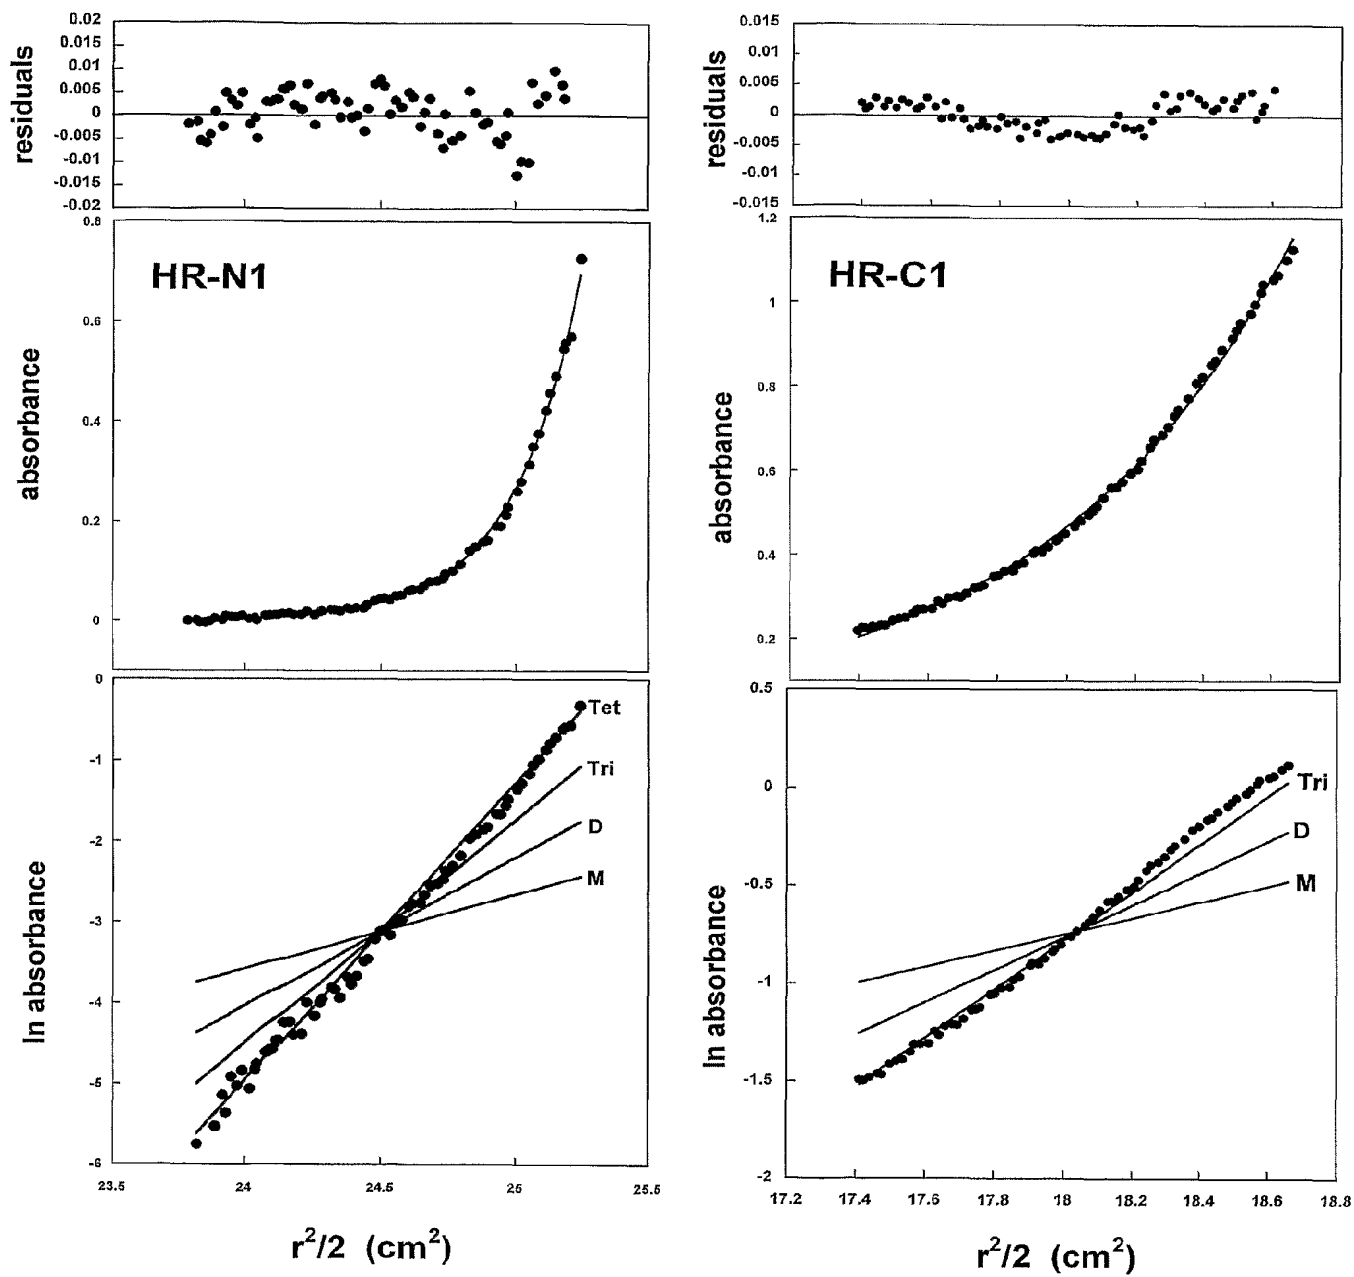 0.02
0.015
0.01
0.005
0
-0.005
-0.01
-0.015
-0.02
residuals
0.015
0.01
0.005
0
-0.005
-0.01
-0.015
residuals
HR-N1
0.8
0.6
0.4
0.2
0
absorbance
HR-C1
1.2
1
0.8
0.6
0.4
0.2
absorbance
0
-1
-2
-3
-4
-5
-6
ln absorbance
Tet
Tri
D
M
23.5 24 24.5 25 25.5
r²/2 (cm²)
0.5
0
-0.5
-1
-1.5
-2
ln absorbance
Tri
D
M
17.2 17.4 17.6 17.8 18 18.2 18.4 18.6 18.8
r²/2 (cm²)